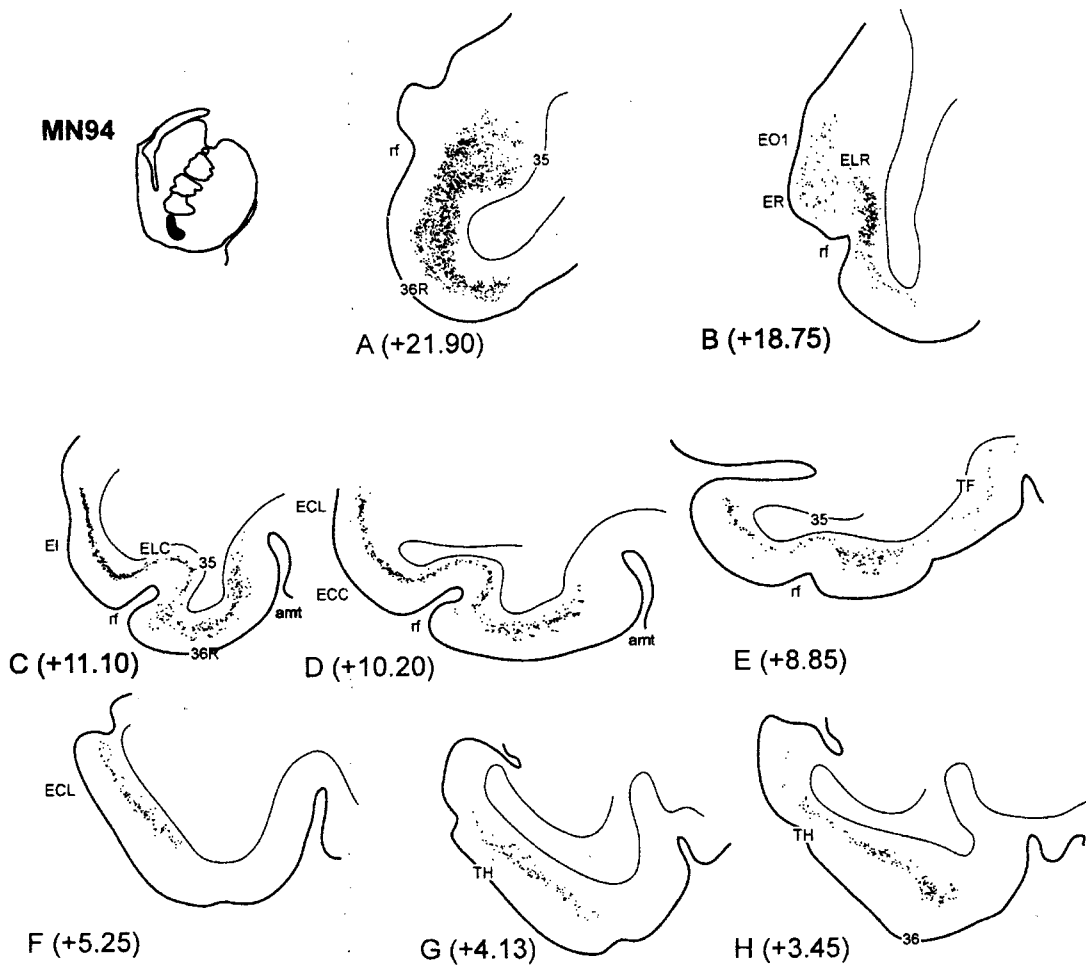 MN94
rf
35
36R
A (+21.90)
EO1
ELR
ER
rf
B (+18.75)
EI
ELC
35
rf
amt
36R
C (+11.10)
ECL
ECC
rf
amt
D (+10.20)
TF
35
rf
E (+8.85)
ECL
F (+5.25)
TH
G (+4.13)
TH
36
H (+3.45)